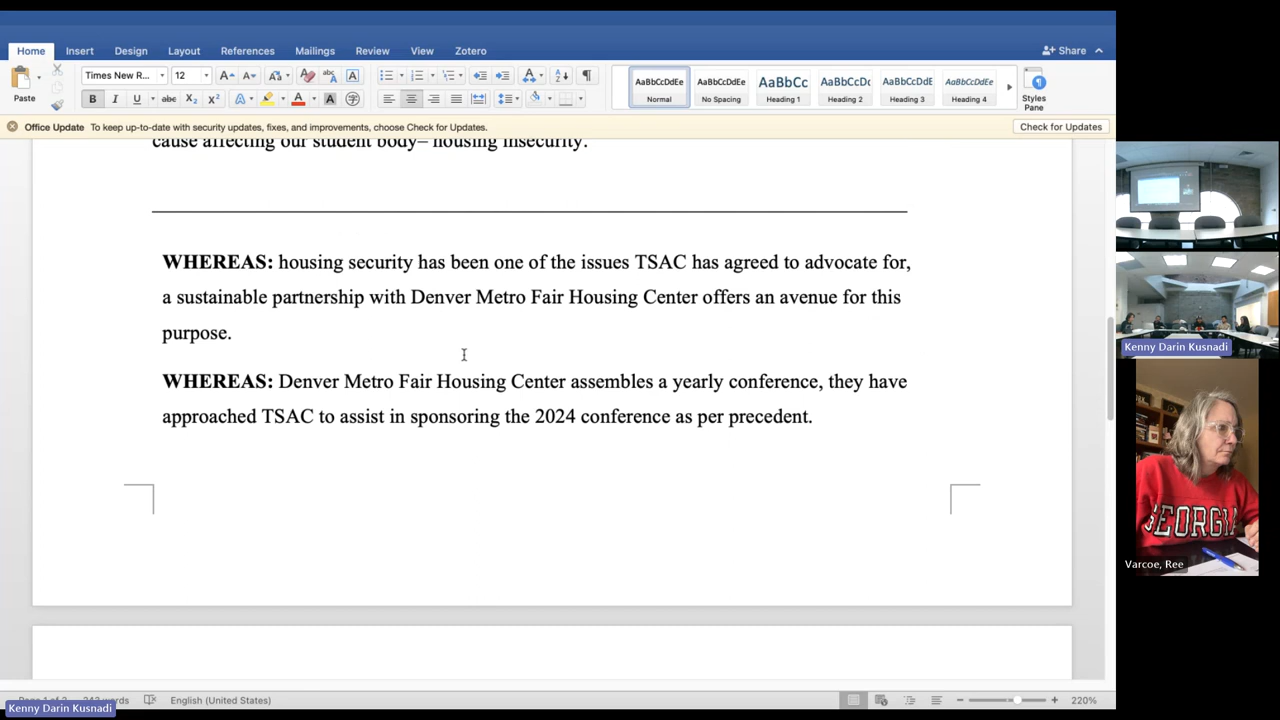 Home Insert Design Layout References Mailings Review View Zotero Share
Paste Times New R... 12 AaBbCcDdEe AaBbCcDdEe AaBbCc AaBbCcDc AaBbCcDdE AaBbCcDdEe
Normal No Spacing Heading 1 Heading 2 Heading 3 Heading 4 Styles Pane
Office Update To keep up-to-date with security updates, fixes, and improvements, choose Check for Updates. Check for Updates
cause affecting our student body– housing insecurity.
WHEREAS: housing security has been one of the issues TSAC has agreed to advocate for,
a sustainable partnership with Denver Metro Fair Housing Center offers an avenue for this
purpose.
WHEREAS: Denver Metro Fair Housing Center assembles a yearly conference, they have
approached TSAC to assist in sponsoring the 2024 conference as per precedent.
English (United States) 220%
Kenny Darin Kusnadi
Kenny Darin Kusnadi
GEORGIA
Varcoe, Ree